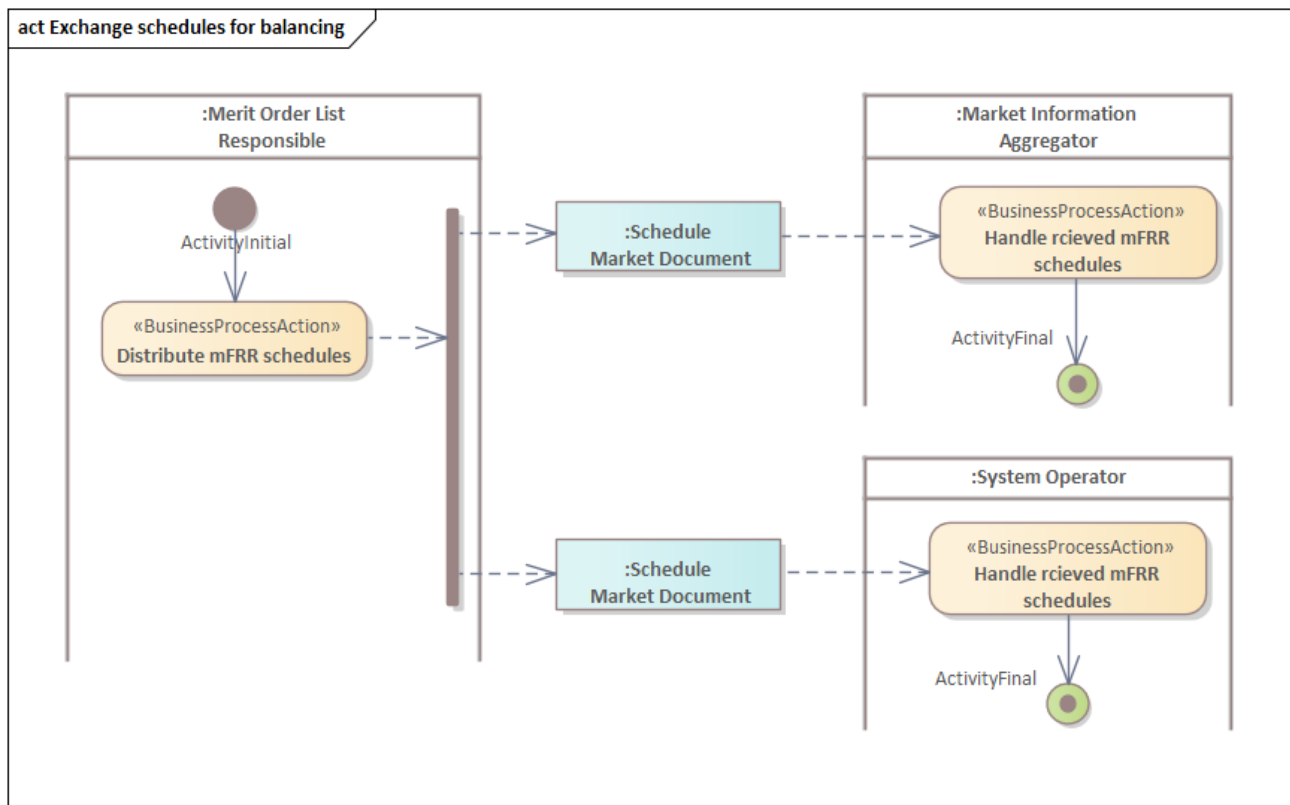 act Exchange schedules for balancing
:Merit Order List
Responsible
ActivityInitial
«BusinessProcessAction»
Distribute mFRR schedules
:Schedule
Market Document
:Market Information
Aggregator
«BusinessProcessAction»
Handle rcieved mFRR
schedules
ActivityFinal
:Schedule
Market Document
:System Operator
«BusinessProcessAction»
Handle rcieved mFRR
schedules
ActivityFinal